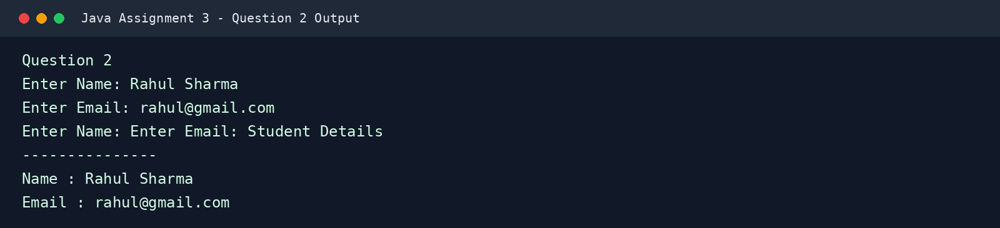 Java Assignment 3 - Question 2 Output
Question 2
Enter Name: Rahul Sharma
Enter Email: rahul@gmail.com
Enter Name: Enter Email: Student Details
---------------
Name : Rahul Sharma
Email : rahul@gmail.com